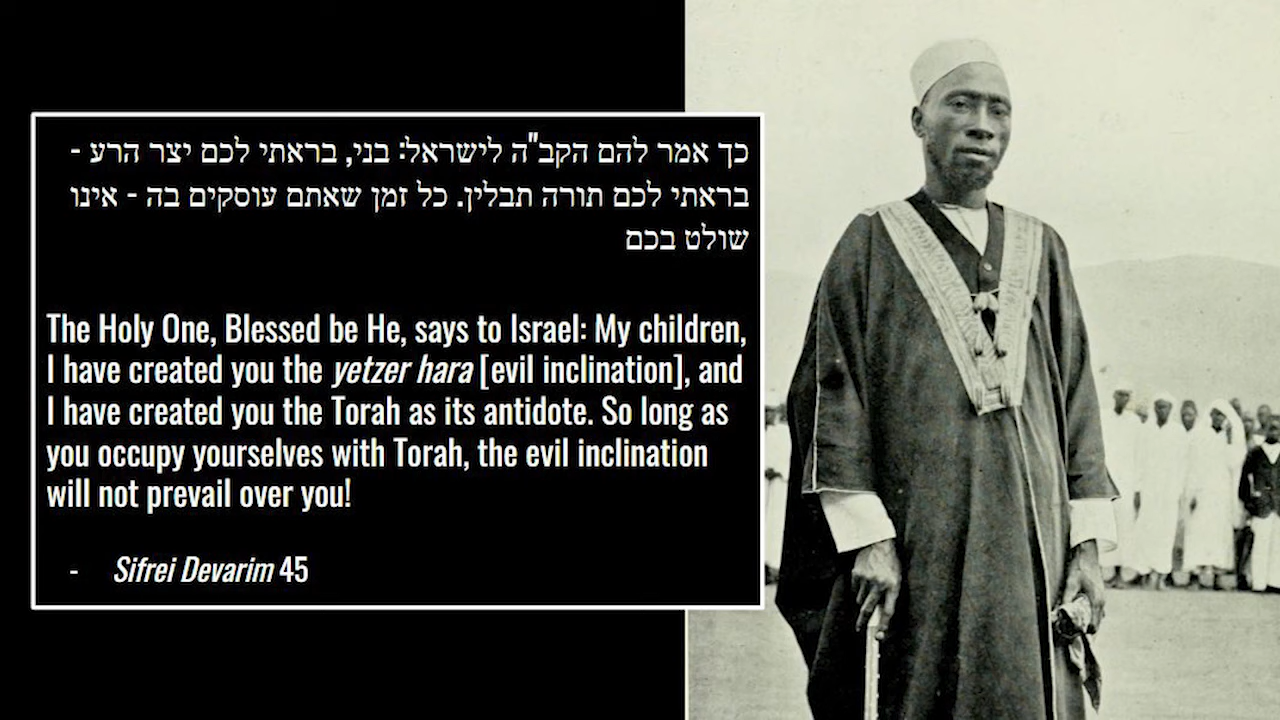 כך אמר להם הקב"ה לישראל: בני, בראתי לכם יצר הרע -
בראתי לכם תורה תבלין. כל זמן שאתם עוסקים בה - אינו
שולט בכם
The Holy One, Blessed be He, says to Israel: My children,
I have created you the yetzer hara [evil inclination], and
I have created you the Torah as its antidote. So long as
you occupy yourselves with Torah, the evil inclination
will not prevail over you!
- Sifrei Devarim 45